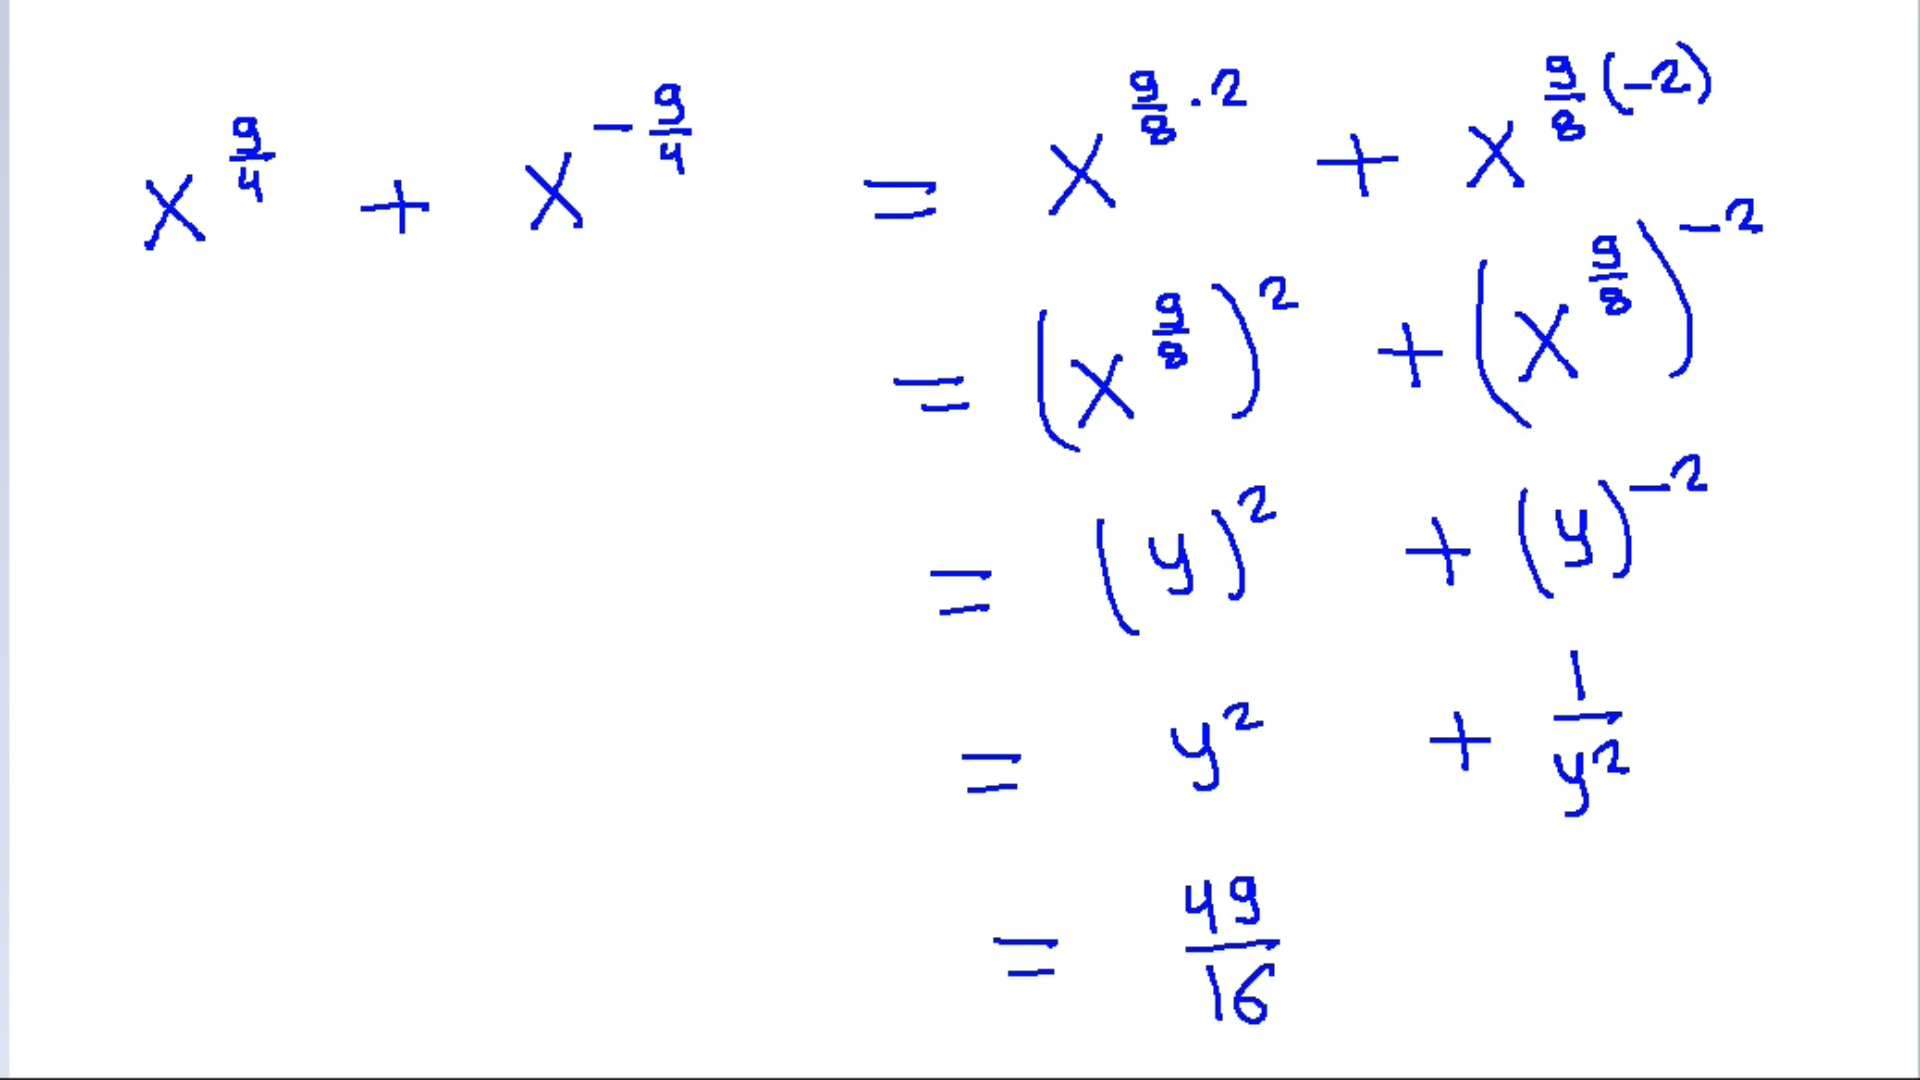 x^{9/4} + x^{-9/4} = x^{9/8 · 2} + x^{9/8 (-2)}
= (x^{9/8})^2 + (x^{9/8})^{-2}
= (y)^2 + (y)^{-2}
= y^2 + 1/y^2
= 49/16